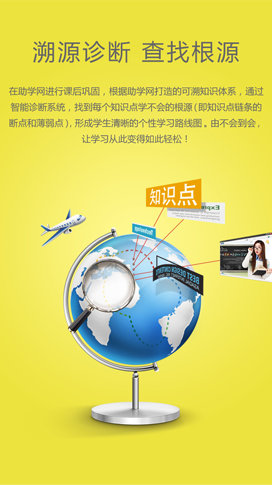 溯源诊断 查找根源
在助学网进行课后巩固，根据助学网打造的可溯知识体系，通过
智能诊断系统，找到每个知识点学不会的根源(即知识点链条的
断点和薄弱点)，形成学生清晰的个性学习路线图。由不会到会，
让学习从此变得如此轻松！
知识点